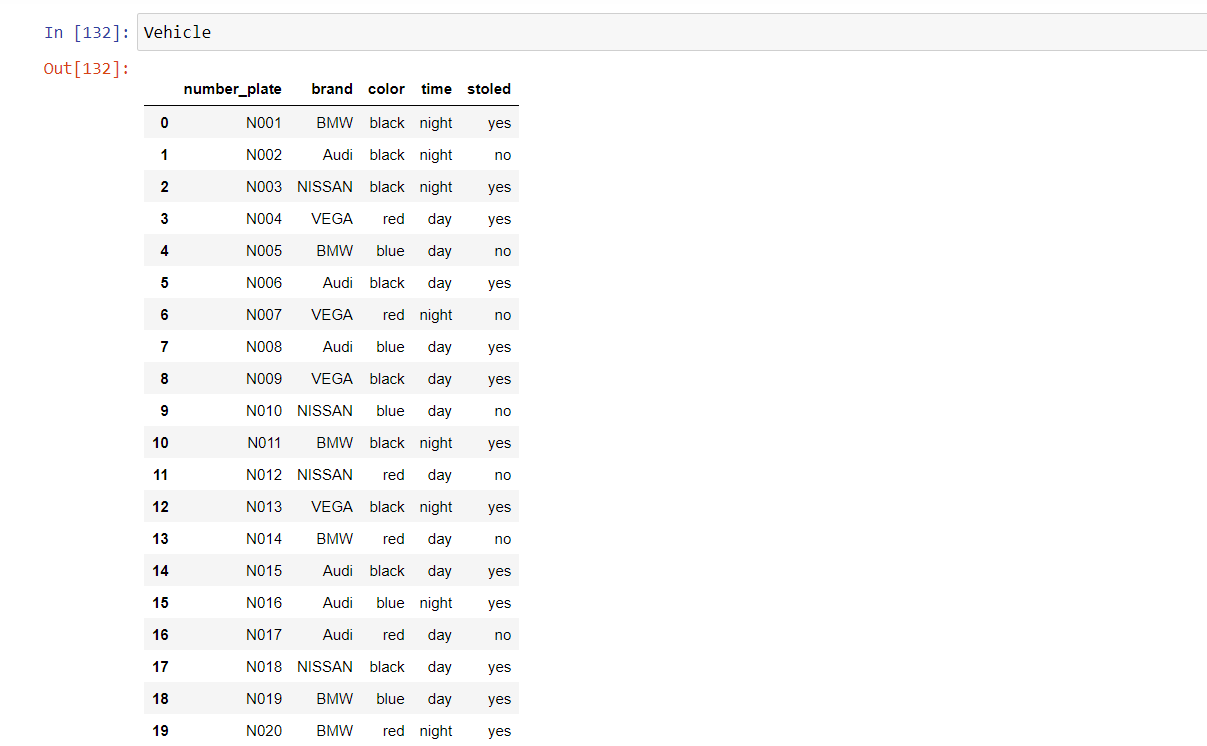 In [132]: Vehicle
Out[132]:
number_plate brand color time stoled
0 N001 BMW black night yes
1 N002 Audi black night no
2 N003 NISSAN black night yes
3 N004 VEGA red day yes
4 N005 BMW blue day no
5 N006 Audi black day yes
6 N007 VEGA red night no
7 N008 Audi blue day yes
8 N009 VEGA black day yes
9 N010 NISSAN blue day no
10 N011 BMW black night yes
11 N012 NISSAN red day no
12 N013 VEGA black night yes
13 N014 BMW red day no
14 N015 Audi black day yes
15 N016 Audi blue night yes
16 N017 Audi red day no
17 N018 NISSAN black day yes
18 N019 BMW blue day yes
19 N020 BMW red night yes